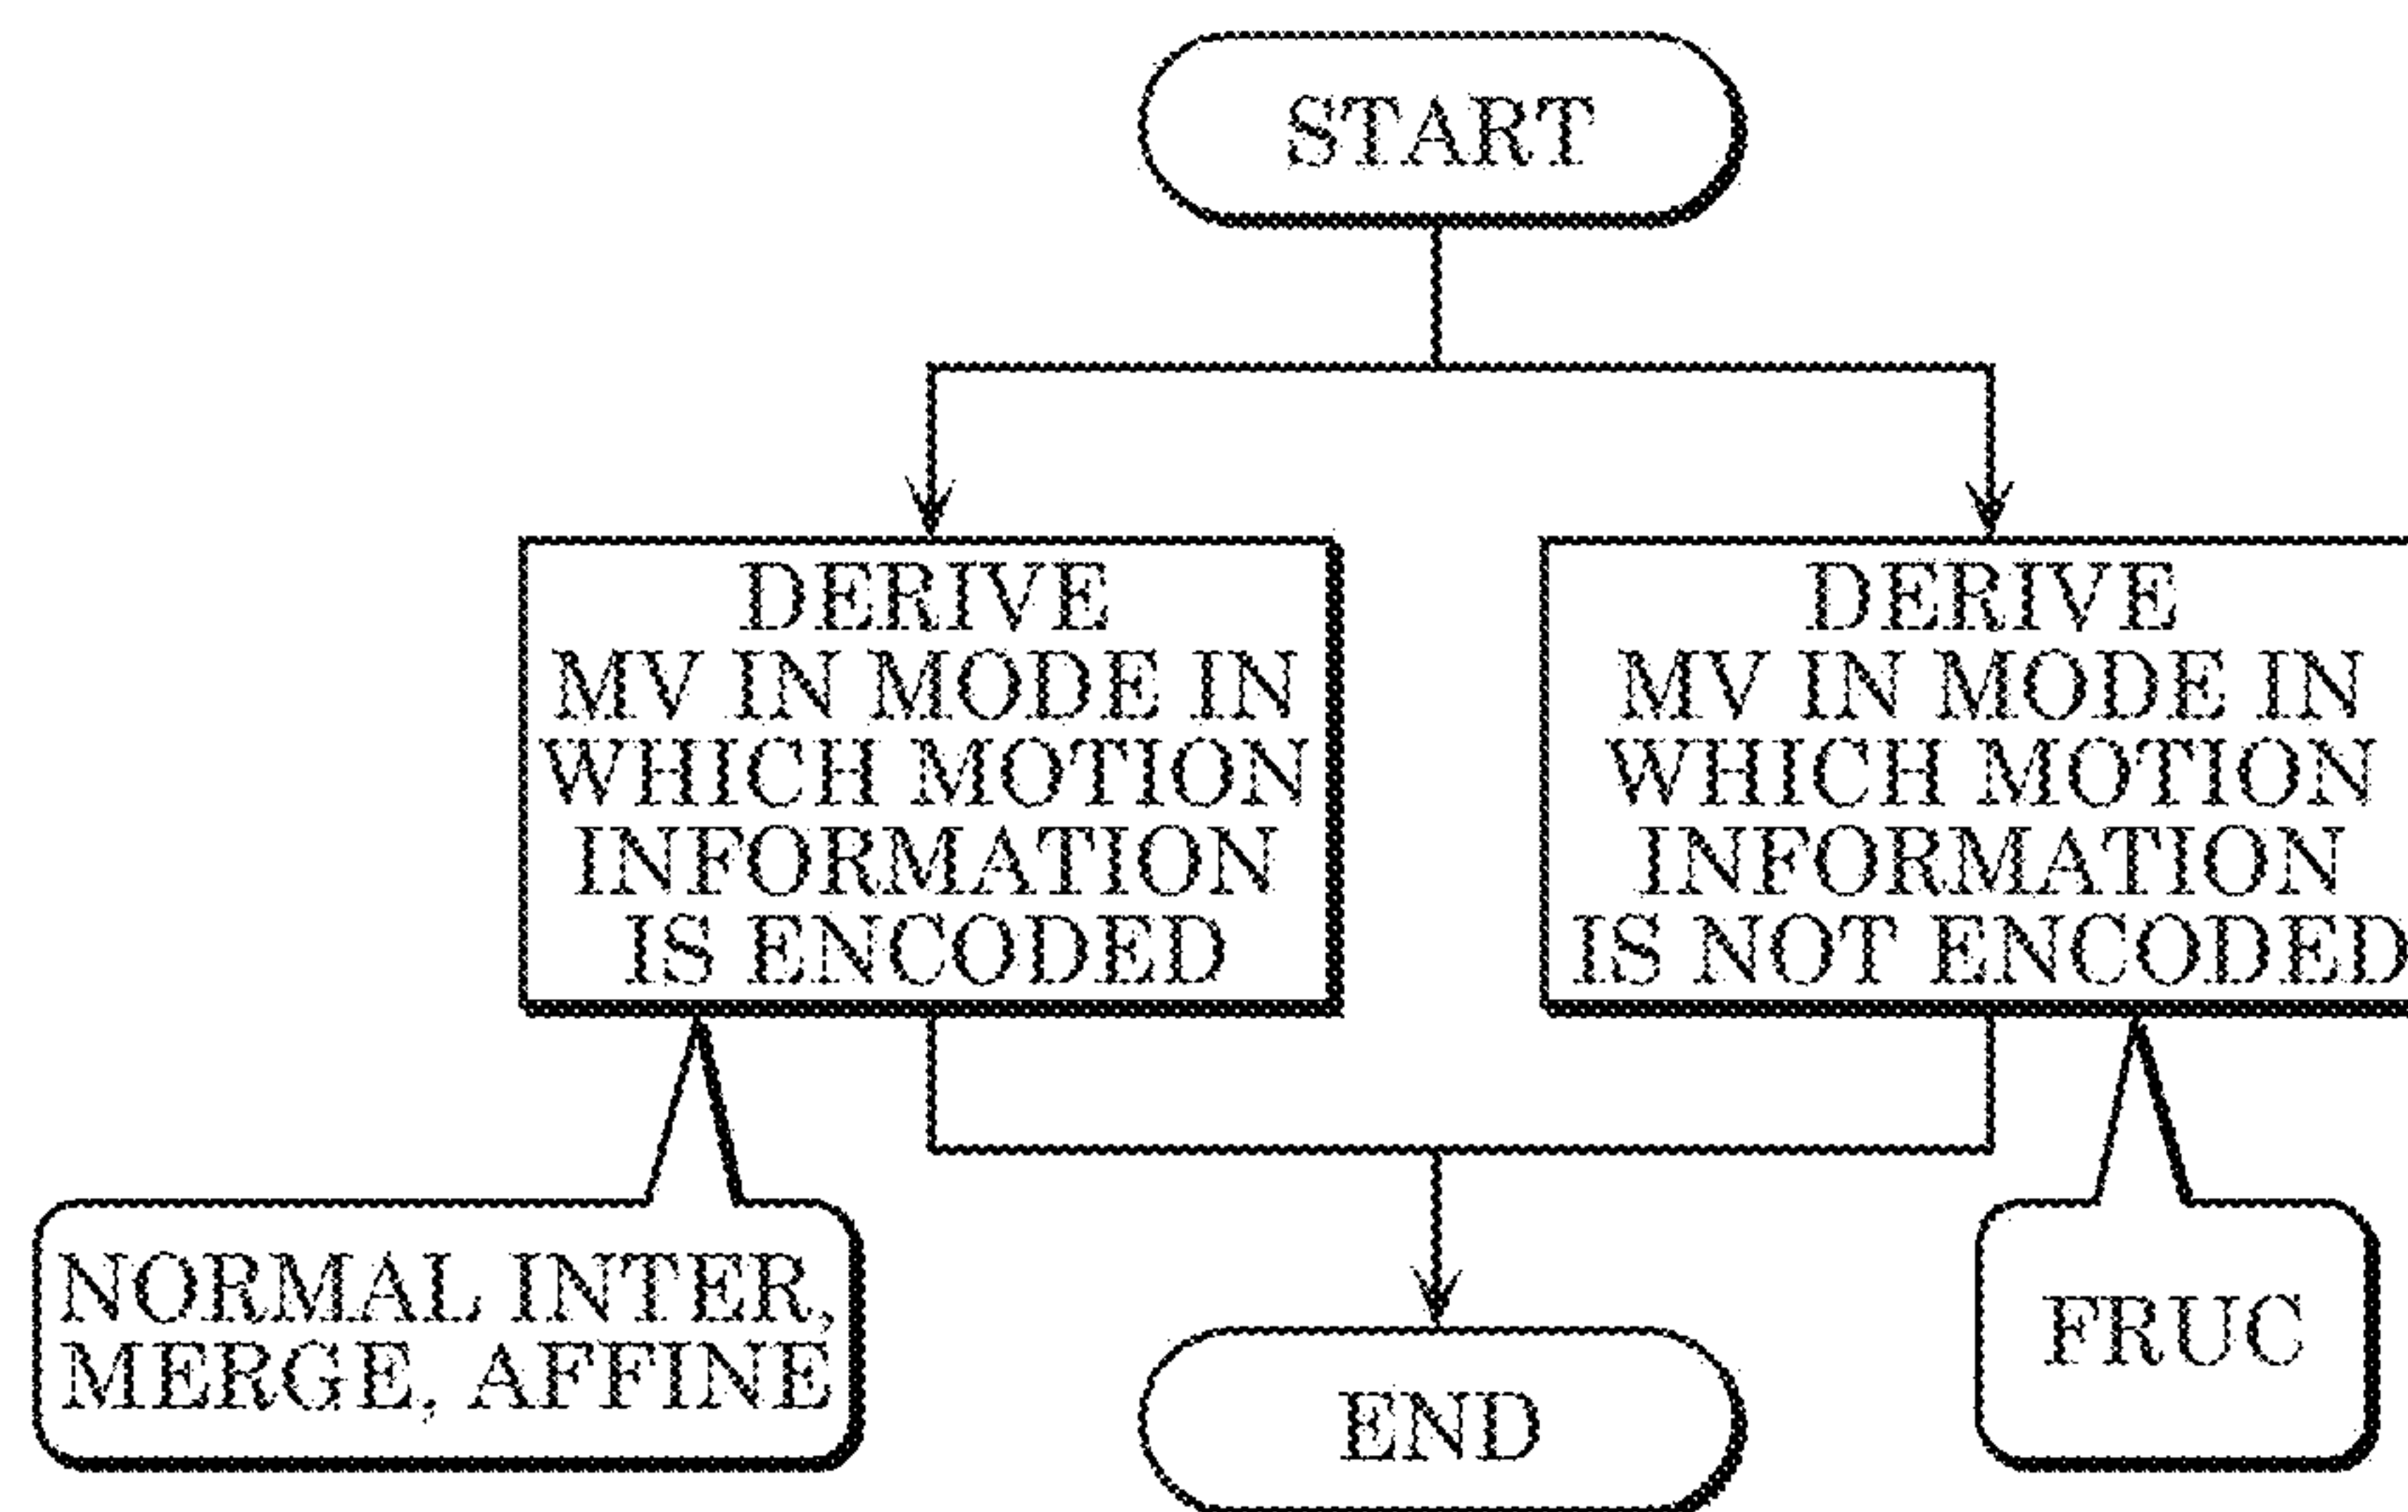 START
DERIVE
MV IN MODE IN
WHICH MOTION
INFORMATION
IS ENCODED
DERIVE
MV IN MODE IN
WHICH MOTION
INFORMATION
IS NOT ENCODED
NORMAL INTER,
MERGE, AFFINE
FRUC
END